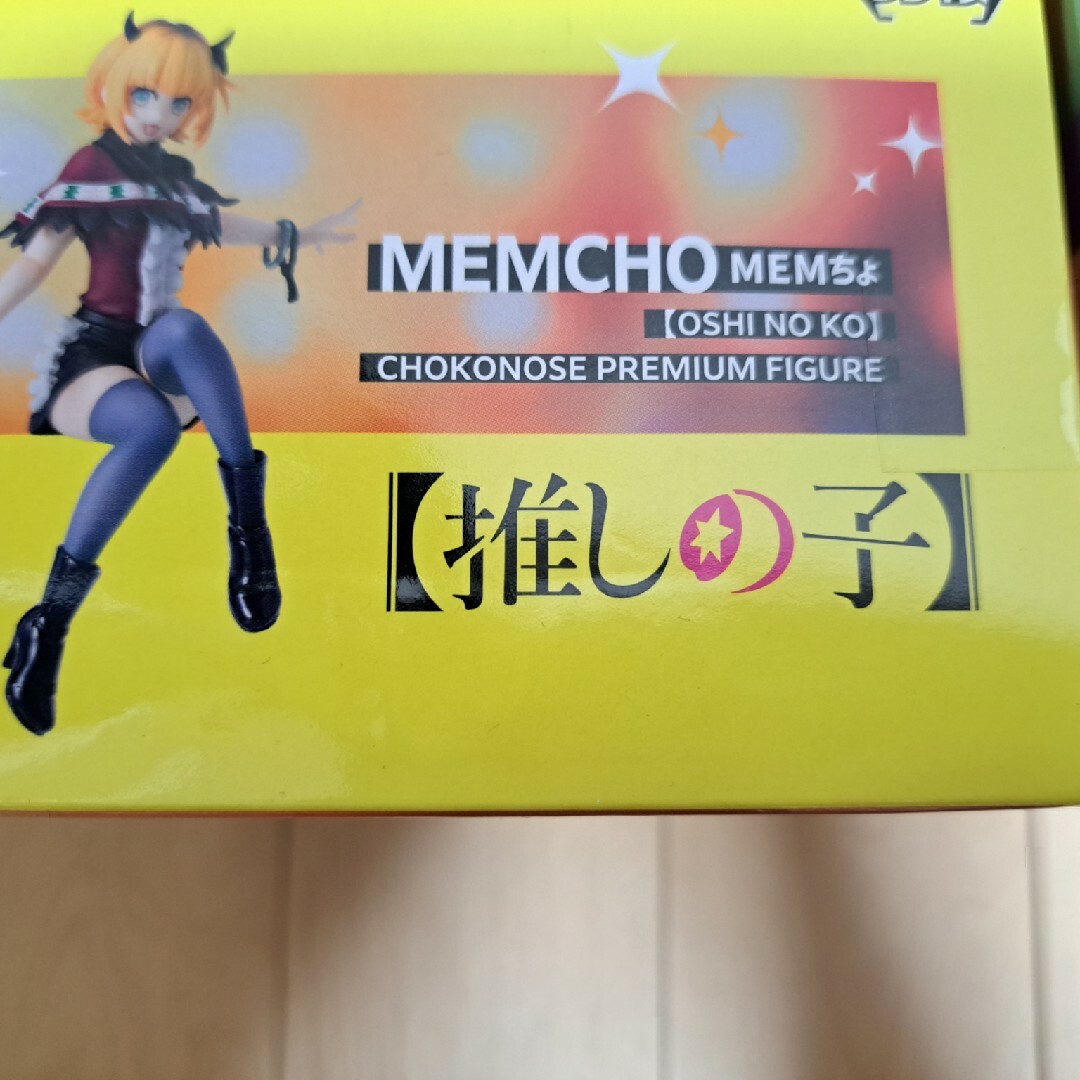 MEMCHO MEMちょ
【OSHI NO KO】
CHOKONOSE PREMIUM FIGURE
【推しの子】